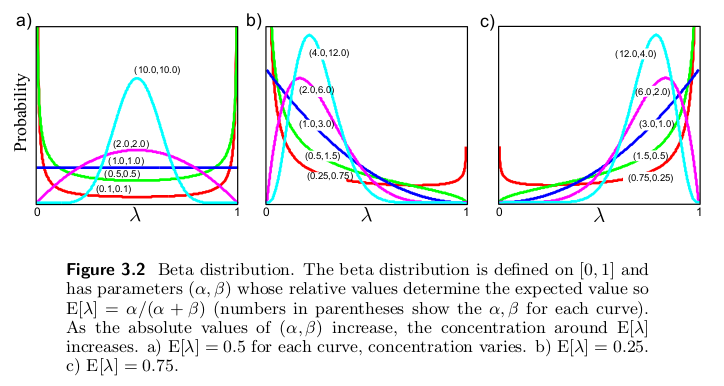 a)
b)
c)
Probability
(10.0,10.0)
(2.0,2.0)
(1.0,1.0)
(0.5,0.5)
(0.1,0.1)
0
λ
1
(4.0,12.0)
(2.0,6.0)
(1.0,3.0)
(0.5,1.5)
(0.25,0.75)
0
λ
1
(12.0,4.0)
(6.0,2.0)
(3.0,1.0)
(1.5,0.5)
(0.75,0.25)
0
λ
1
Figure 3.2 Beta distribution. The beta distribution is defined on [0, 1] and
has parameters (α, β) whose relative values determine the expected value so
E[λ] = α/(α + β) (numbers in parentheses show the α, β for each curve).
As the absolute values of (α, β) increase, the concentration around E[λ]
increases. a) E[λ] = 0.5 for each curve, concentration varies. b) E[λ] = 0.25.
c) E[λ] = 0.75.